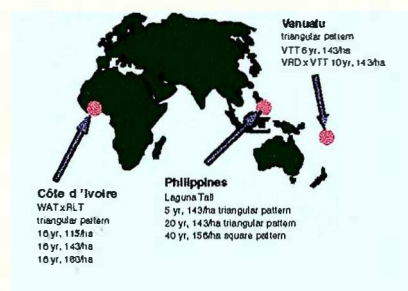 Vanuatu
triangular pattern
VTT 6 yr, 143/ha
VRD x VTT 10 yr, 143/ha
Côte d'Ivoire
WAT x RLT
triangular pattern
16 yr, 115/ha
16 yr, 143/ha
16 yr, 160/ha
Philippines
Laguna Tall
5 yr, 143/ha triangular pattern
20 yr, 143/ha triangular pattern
40 yr, 156/ha square pattern